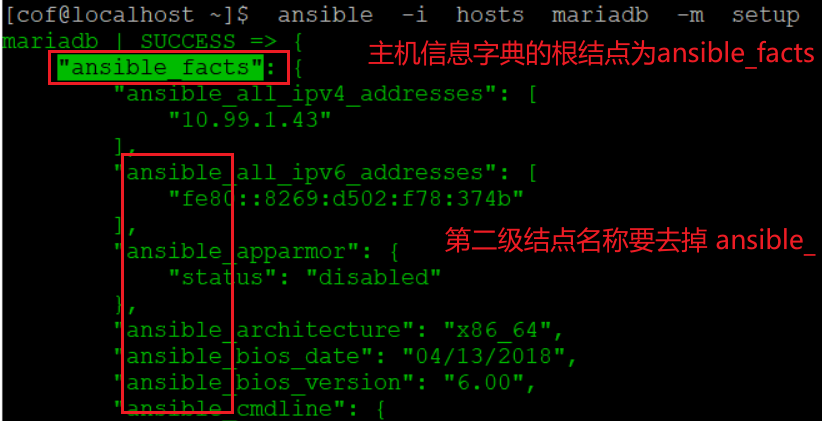 [cof@localhost ~]$ ansible -i hosts mariadb -m setup
mariadb | SUCCESS => {
"ansible_facts": {
主机信息字典的根结点为ansible_facts
"ansible_all_ipv4_addresses": [
"10.99.1.43"
],
"ansible_all_ipv6_addresses": [
"fe80::8269:d502:f78:374b"
],
第二级结点名称要去掉 ansible_
"ansible_apparmor": {
"status": "disabled"
},
"ansible_architecture": "x86_64",
"ansible_bios_date": "04/13/2018",
"ansible_bios_version": "6.00",
"ansible_cmdline": {